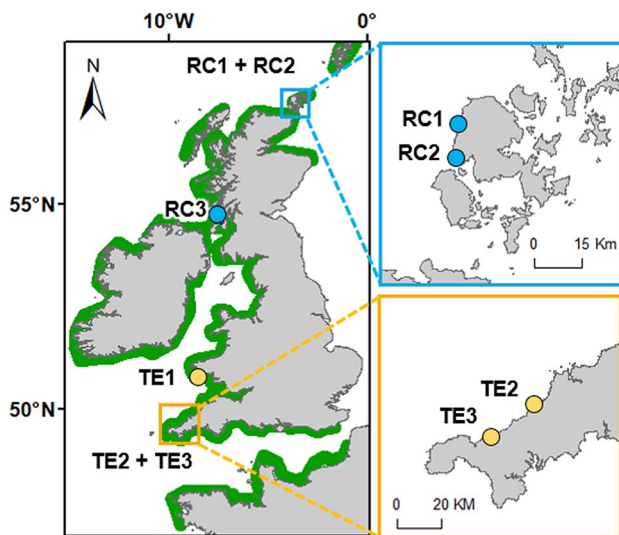 10°W
0°
N
RC1 + RC2
55°N
RC3
TE1
50°N
TE2 + TE3
RC1
RC2
0
15 Km
TE2
TE3
0
20 KM